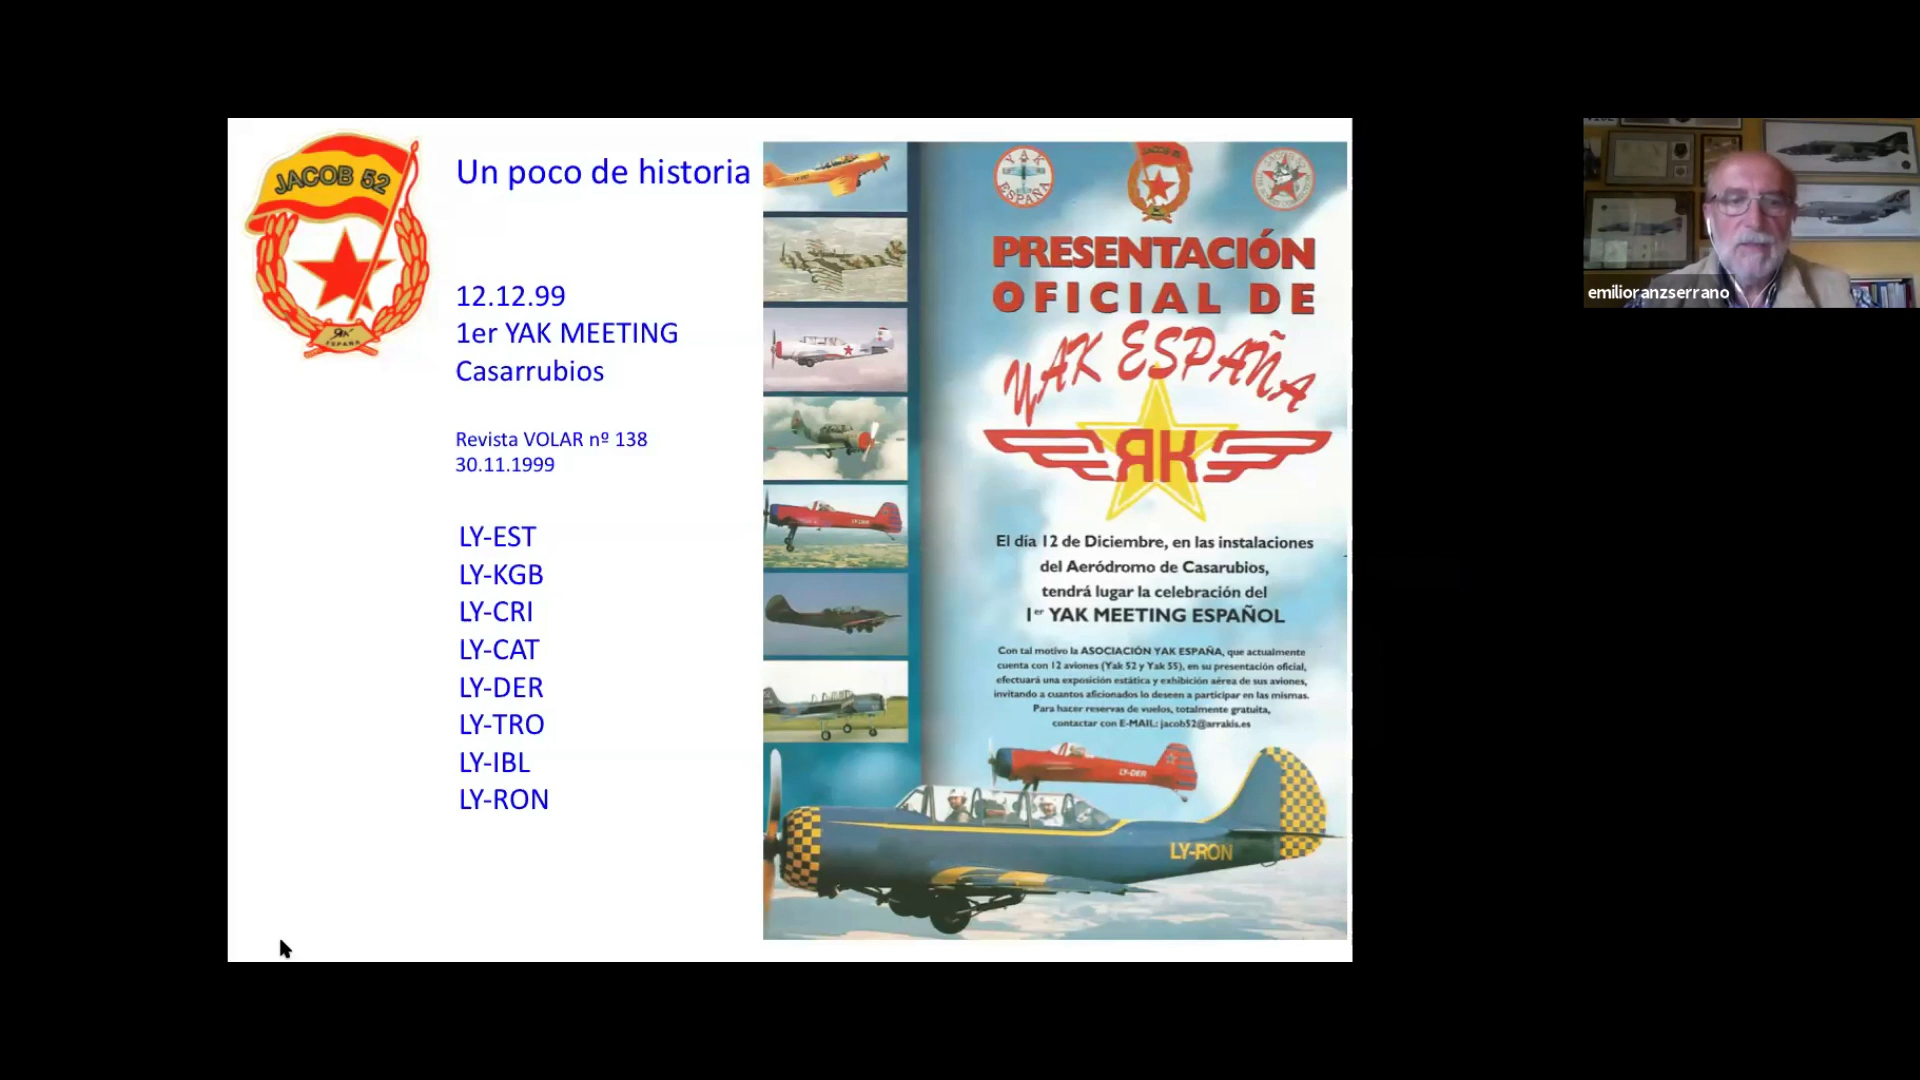 JACOB 52
ЯK
ESPAÑA
Un poco de historia
12.12.99
1er YAK MEETING
Casarrubios
Revista VOLAR nº 138
30.11.1999
LY-EST
LY-KGB
LY-CRI
LY-CAT
LY-DER
LY-TRO
LY-IBL
LY-RON
YAK
ESPAÑA
JACOB 52
PRESENTACIÓN
OFICIAL DE
YAK ESPAÑA
ЯK
El día 12 de Diciembre, en las instalaciones
del Aeródromo de Casarubios,
tendrá lugar la celebración del
1er YAK MEETING ESPAÑOL
Con tal motivo la ASOCIACIÓN YAK ESPAÑA, que actualmente
cuenta con 12 aviones (Yak 52 y Yak 55), en su presentación oficial,
efectuará una exposición estática y exhibición aérea de sus aviones,
invitando a cuantos aficionados lo deseen a participar en las mismas.
Para hacer reservas de vuelos, totalmente gratuita,
contactar con E-MAIL: jacob52@arrakis.es
LY-DER
LY-RON
emilioranzserrano